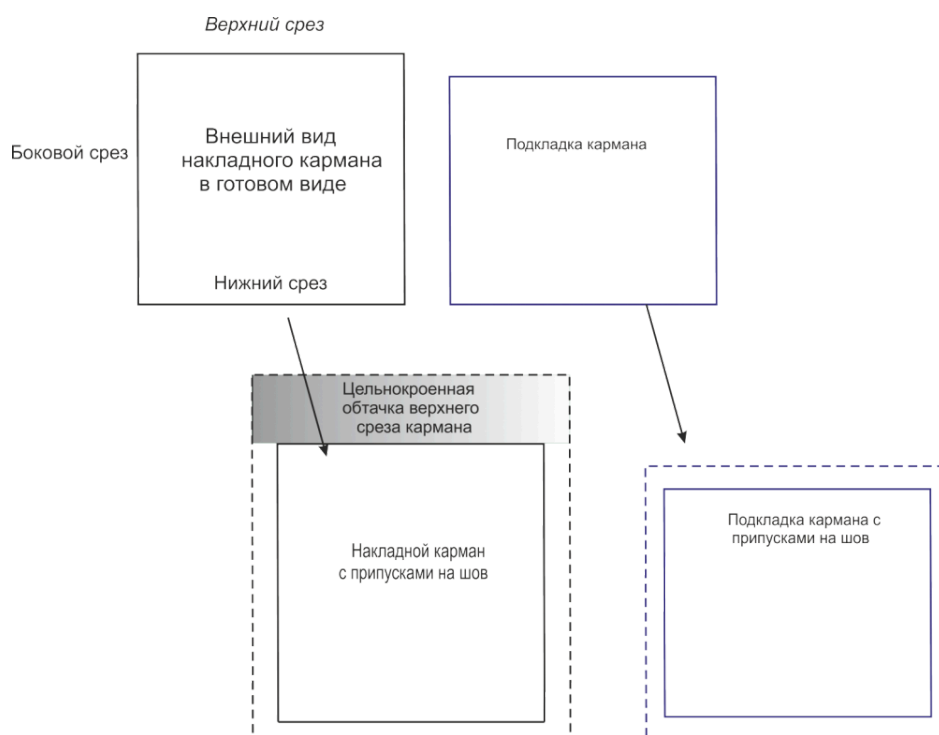 Верхний срез
Боковой срез
Внешний вид
накладного кармана
в готовом виде
Нижний срез
Подкладка кармана
Цельнокроенная
обтачка верхнего
среза кармана
Накладной карман
с припусками на шов
Подкладка кармана с
припусками на шов